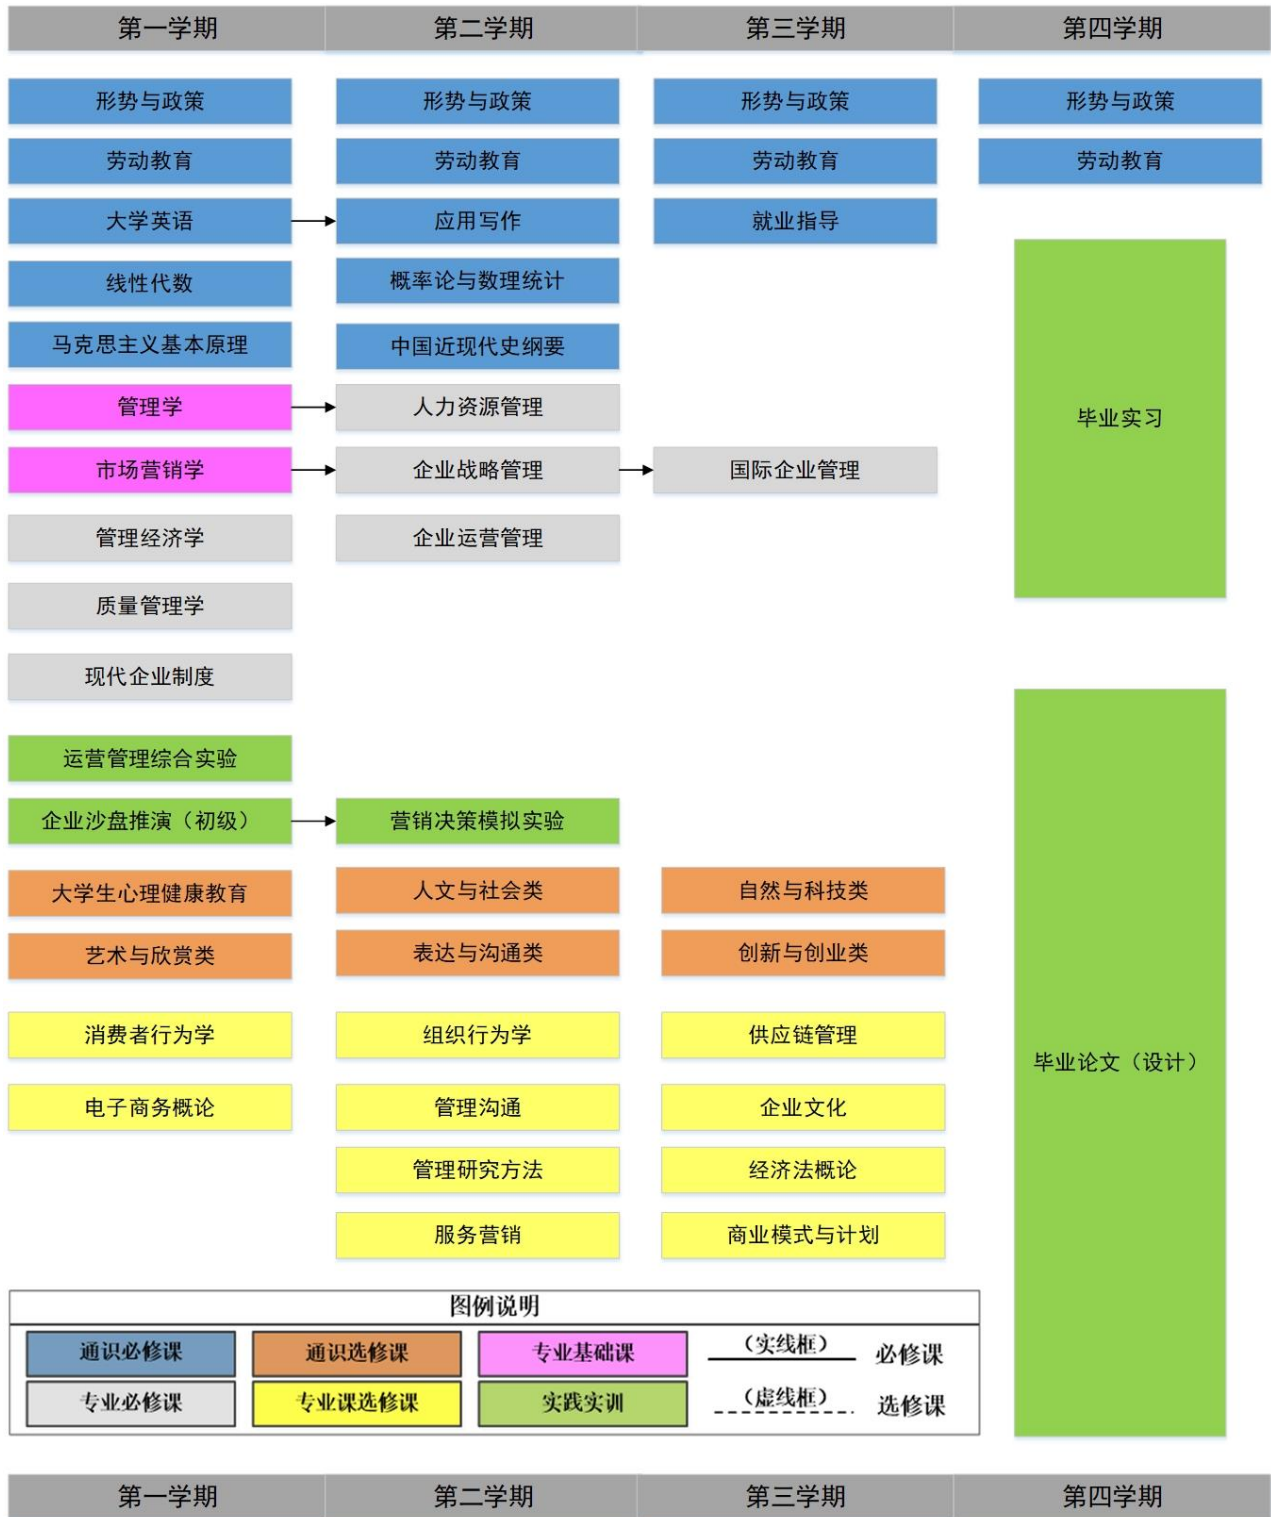 第一学期 第二学期 第三学期 第四学期
形势与政策 形势与政策 形势与政策 形势与政策
劳动教育 劳动教育 劳动教育 劳动教育
大学英语 应用写作 就业指导
线性代数 概率论与数理统计
马克思主义基本原理 中国近现代史纲要
管理学 人力资源管理
毕业实习
市场营销学 企业战略管理 国际企业管理
管理经济学 企业运营管理
质量管理学
现代企业制度
运营管理综合实验
企业沙盘推演（初级） 营销决策模拟实验
大学生心理健康教育 人文与社会类 自然与科技类
艺术与欣赏类 表达与沟通类 创新与创业类
消费者行为学 组织行为学 供应链管理
毕业论文（设计）
电子商务概论 管理沟通 企业文化
管理研究方法 经济法概论
服务营销 商业模式与计划
图例说明
通识必修课 通识选修课 专业基础课 （实线框） 必修课
专业必修课 专业课选修课 实践实训 （虚线框） 选修课
第一学期 第二学期 第三学期 第四学期